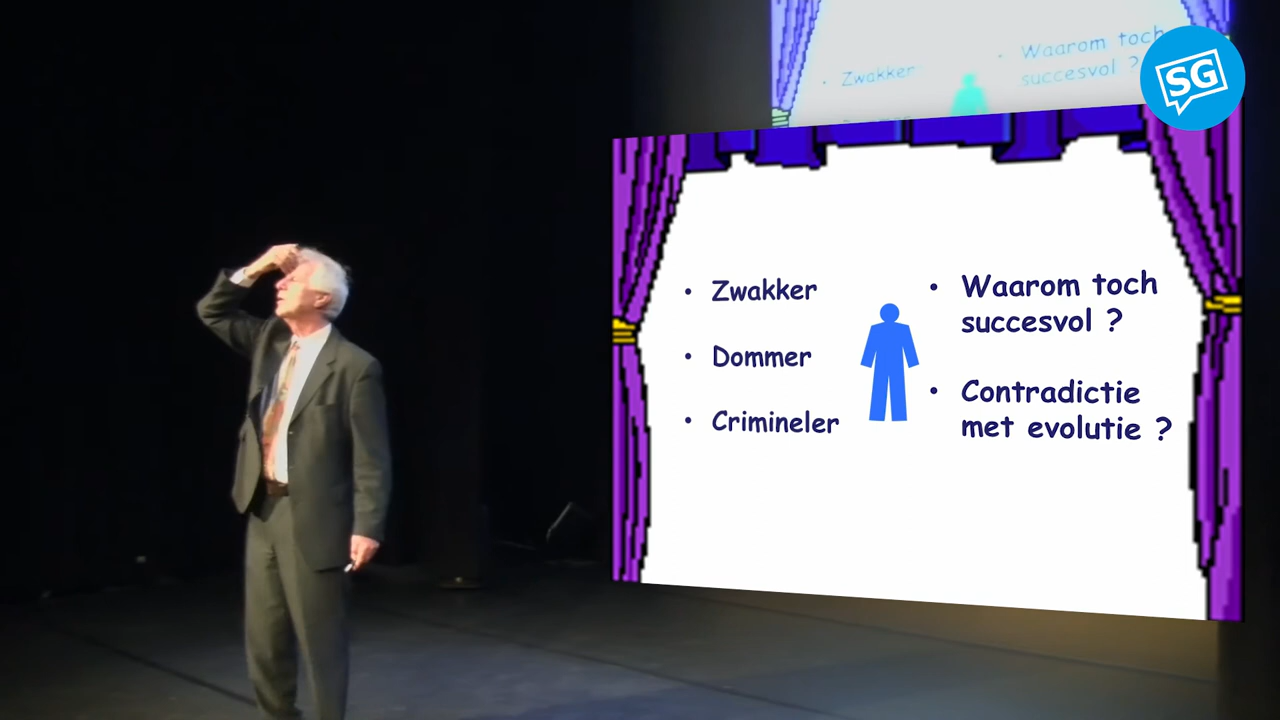 Waarom toch
succesvol ?
• Zwakker
SG
• Zwakker
• Dommer
• Crimineler
• Waarom toch
succesvol ?
• Contradictie
met evolutie ?